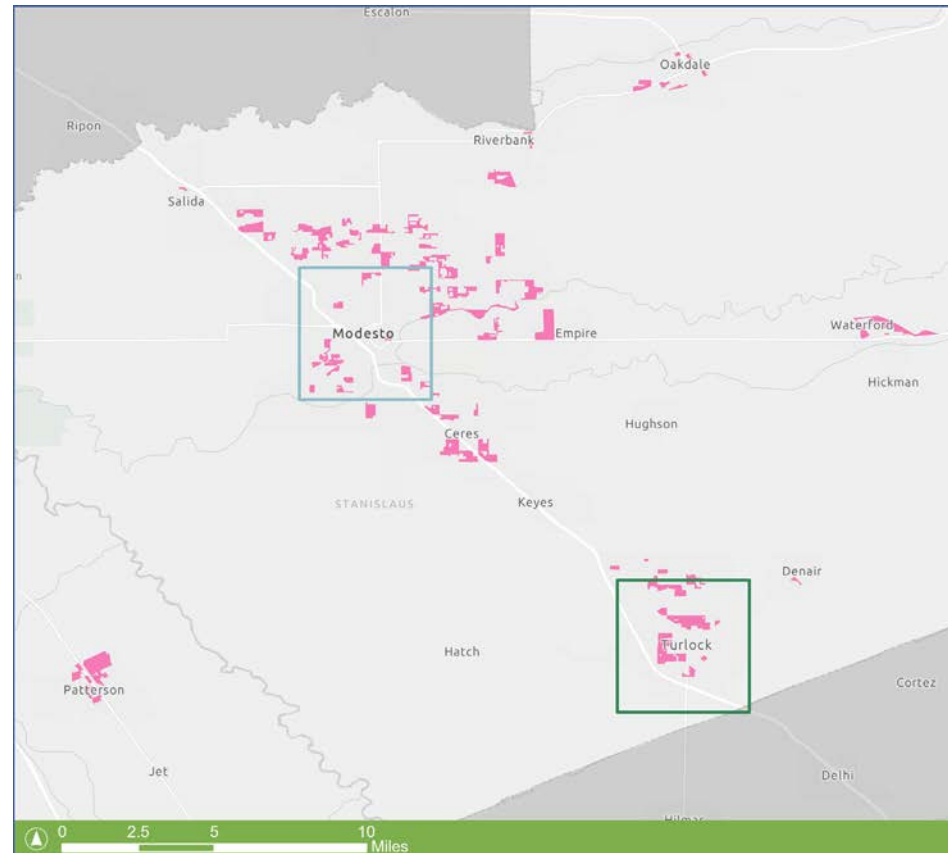 Escalon
Oakdale
Ripon
Riverbank
Salida
Modesto
Empire
Waterford
Hickman
Hughson
Ceres
STANISLAUS
Keyes
Denair
Turlock
Hatch
Patterson
Cortez
Jet
Delhi
Hilmar
0 2.5 5 10
Miles